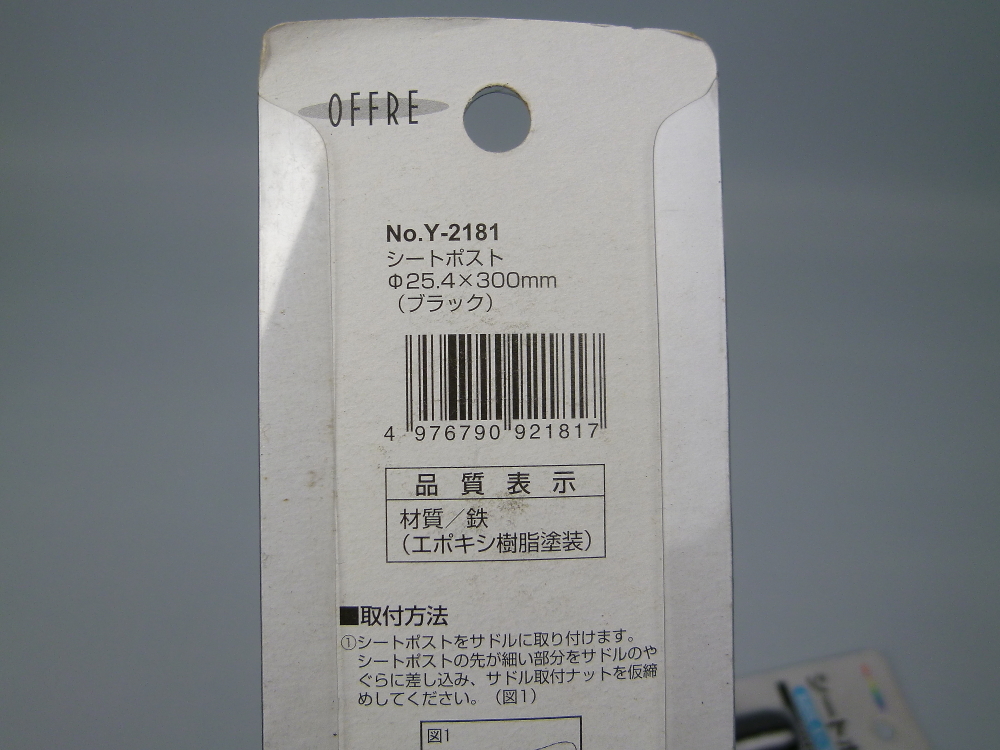 OFFRE
No.Y-2181
シートポスト
Φ25.4×300mm
（ブラック）
4 976790 921817
品質表示
材質／鉄
（エポキシ樹脂塗装）
■取付方法
①シートポストをサドルに取り付けます。
シートポストの先が細い部分をサドルのや
ぐらに差し込み、サドル取付ナットを仮締
めしてください。（図1）
図1